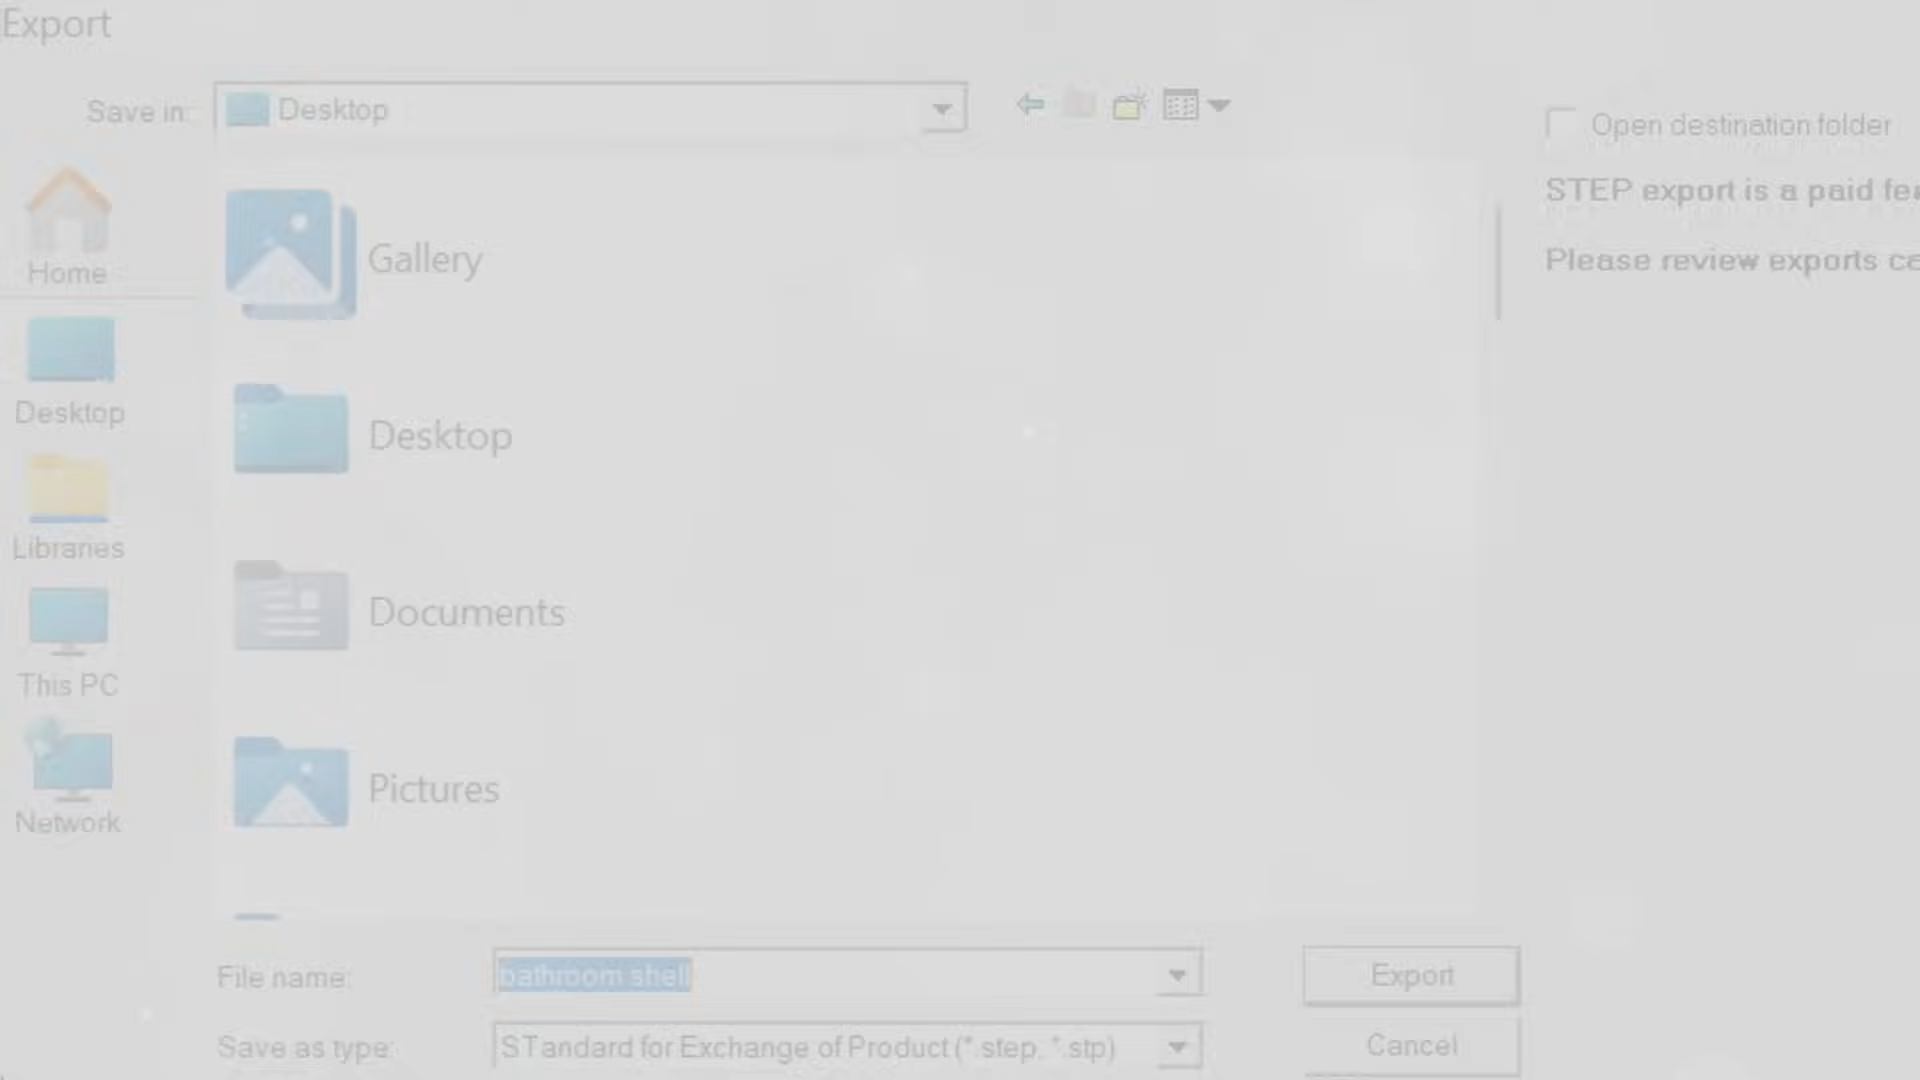 Export
Save in:
Desktop
Open destination folder
STEP export is a paid
Please review exports
Home
Desktop
Libraries
This PC
Network
Gallery
Desktop
Documents
Pictures
File name:
bathroom shell
Export
Save as type:
STandard for Exchange of Product (*.step, *.stp)
Cancel